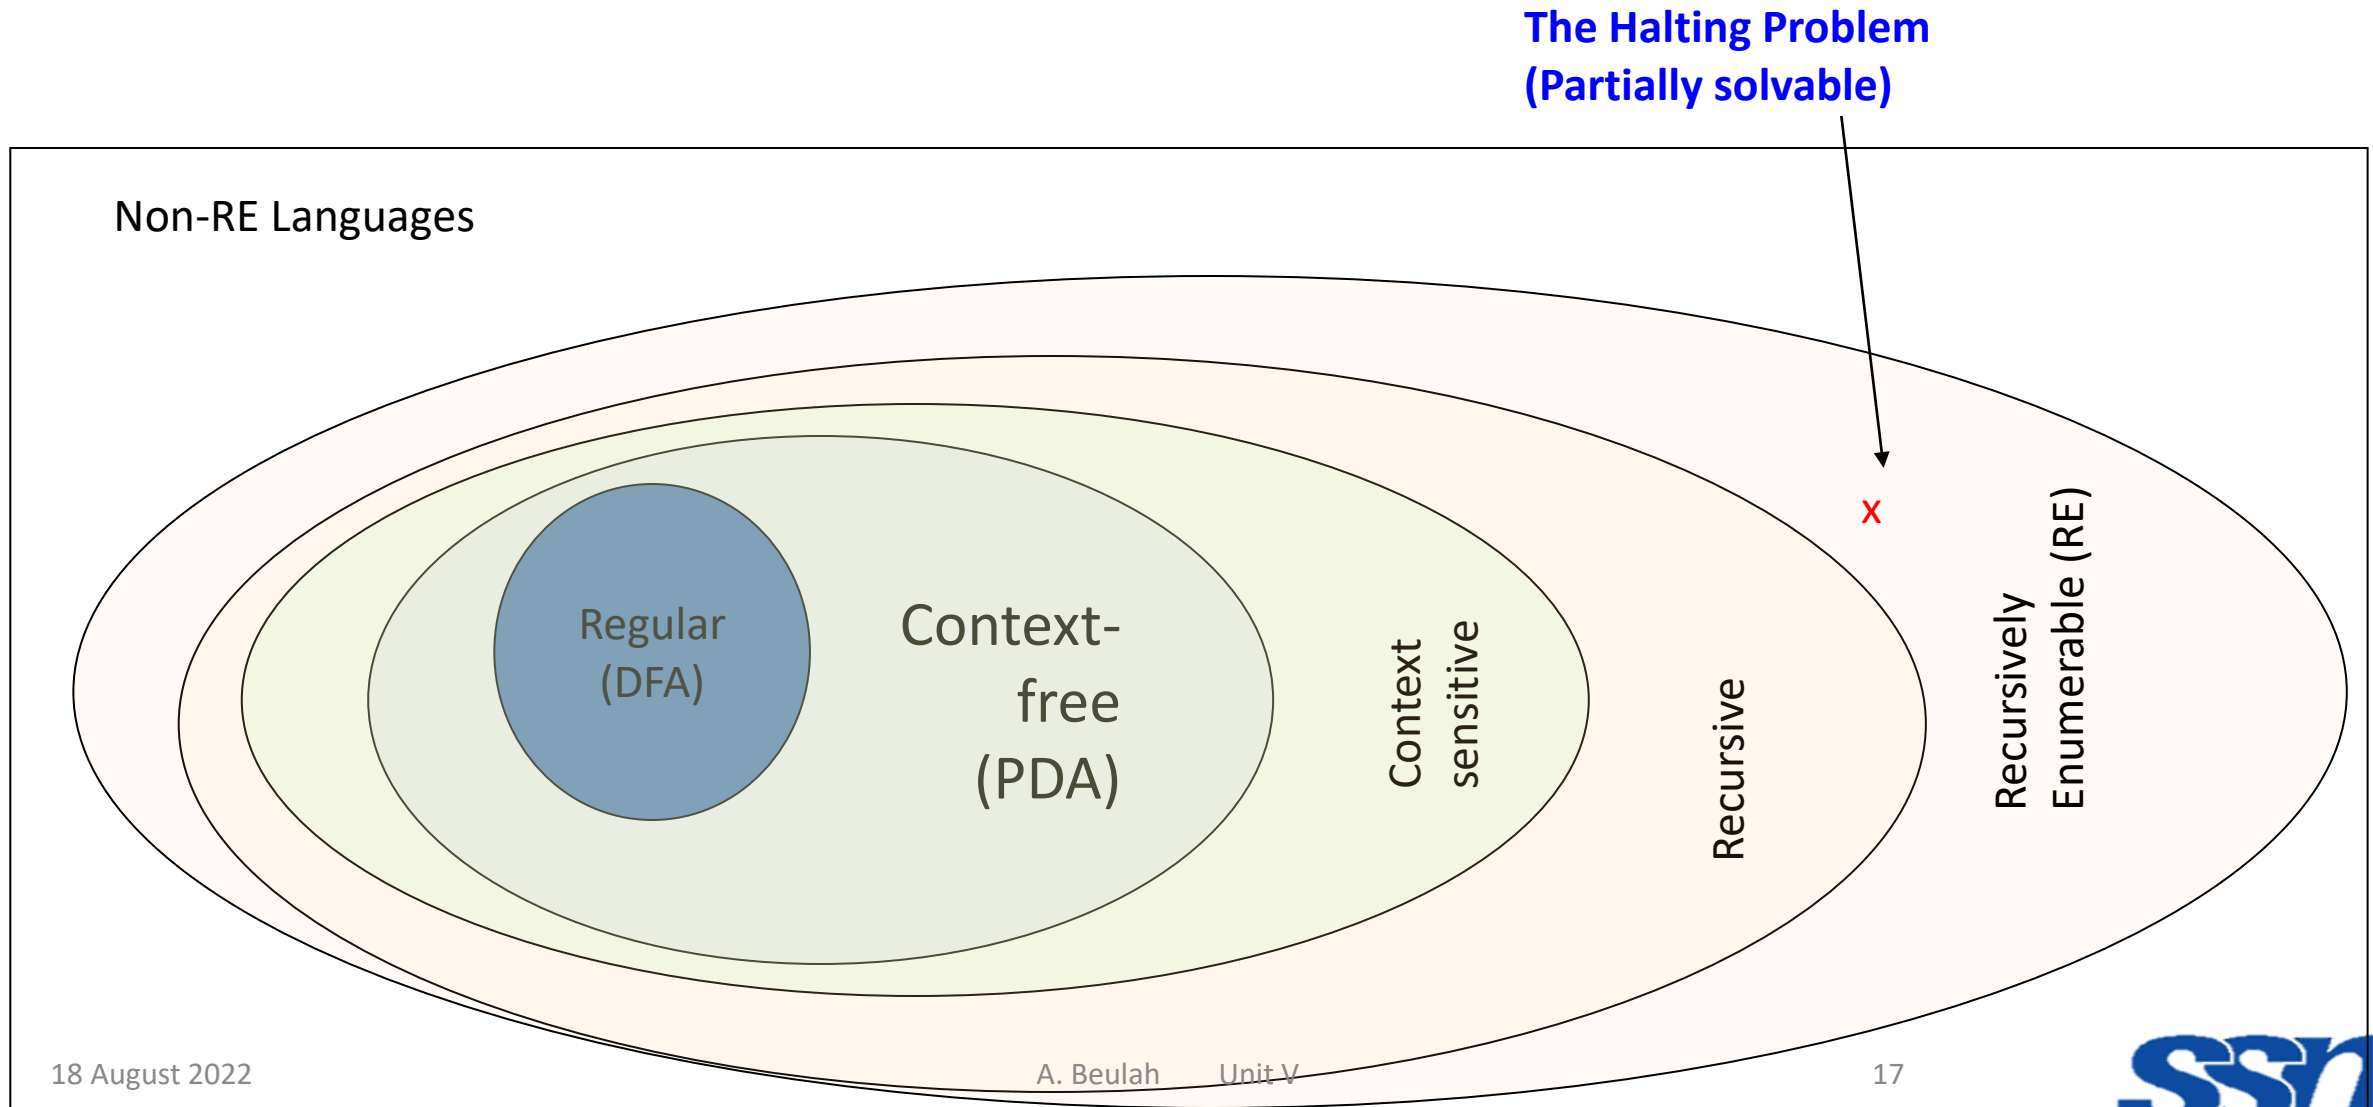 The Halting Problem
(Partially solvable)
Non-RE Languages
x
Regular
(DFA)
Context-
free
(PDA)
Context
sensitive
Recursive
Recursively
Enumerable (RE)
18 August 2022
A. Beulah Unit V
17
ssn